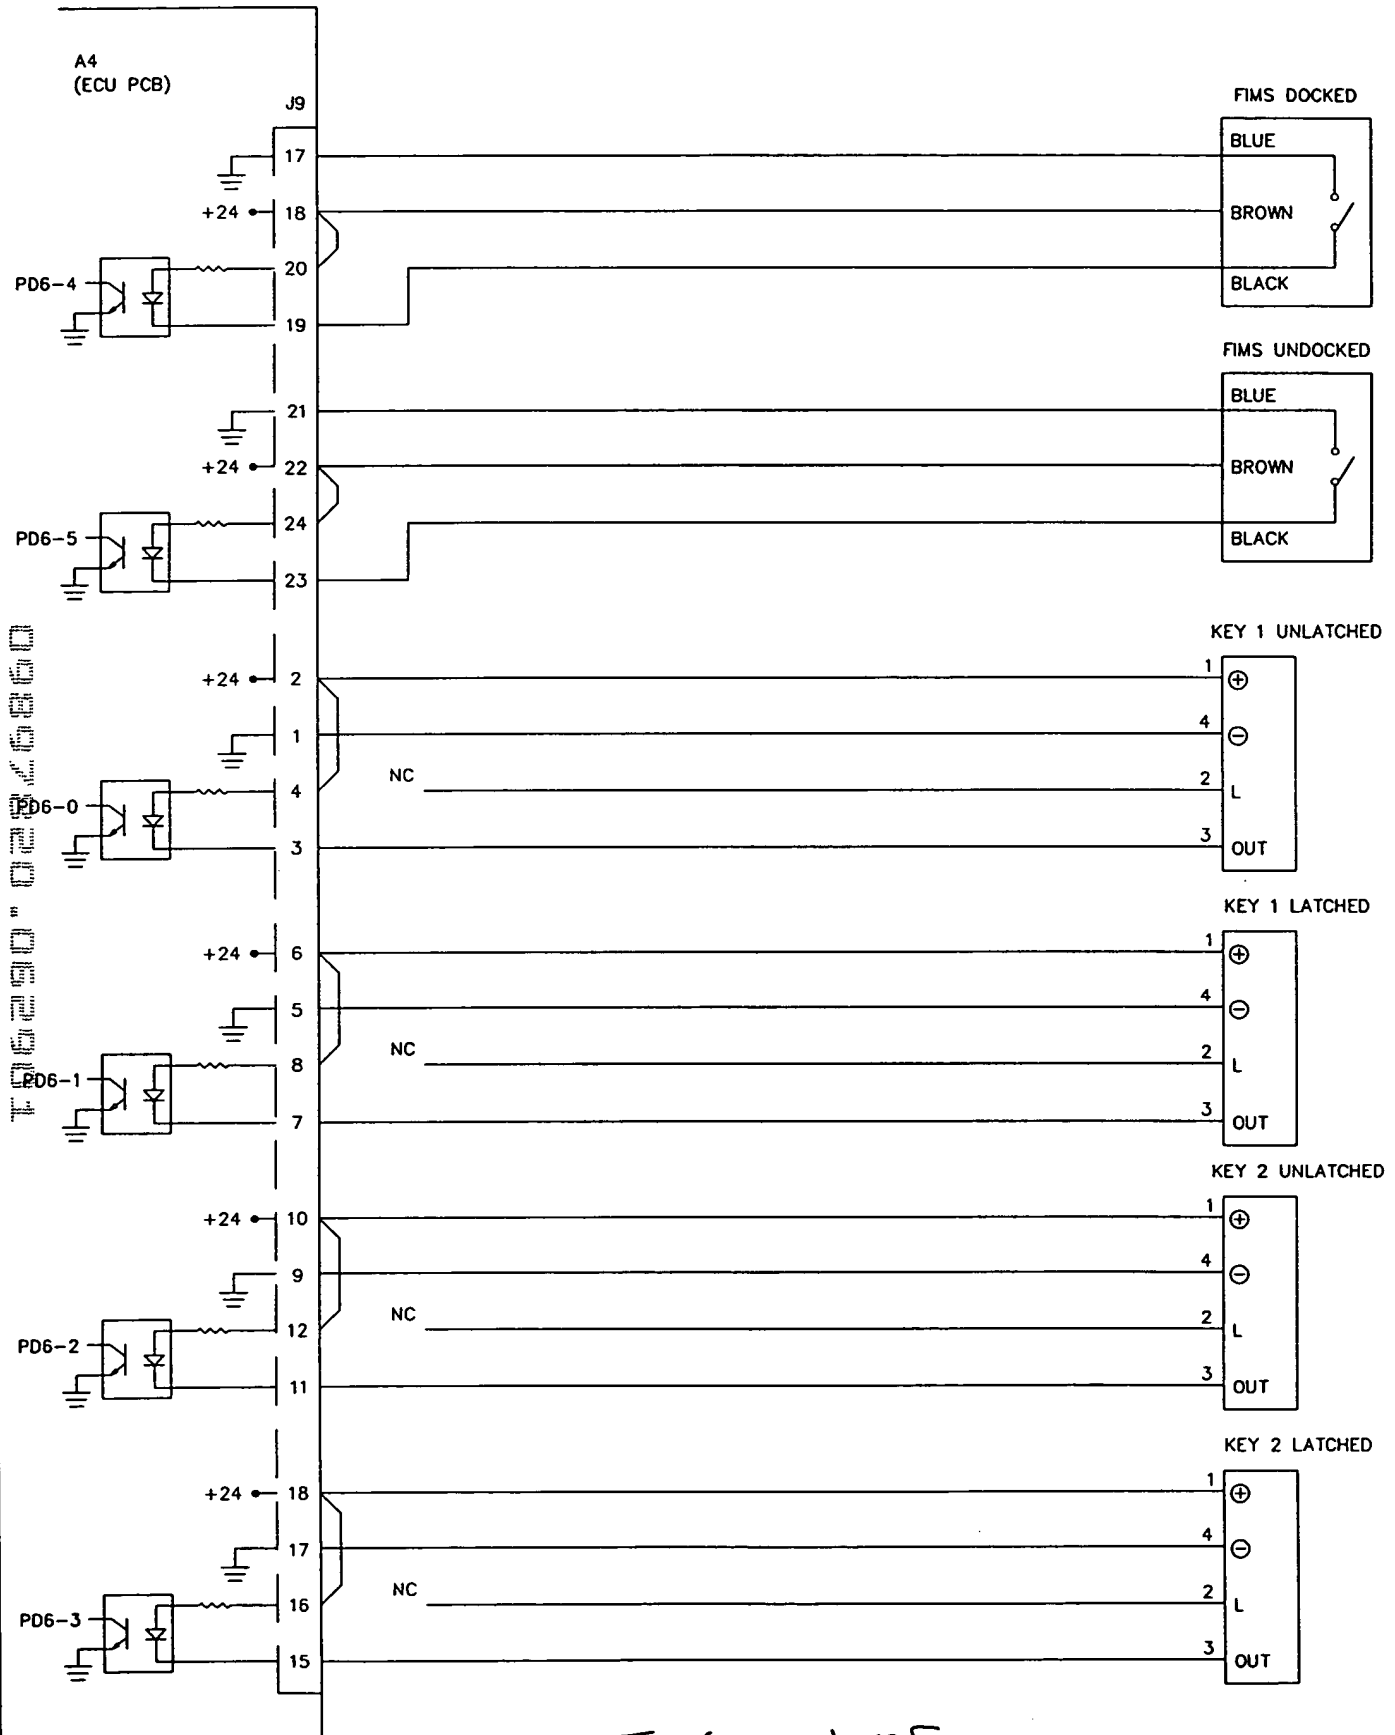 A4
(ECU PCB)
J9
FIMS DOCKED
17
BLUE
+24
18
BROWN
20
PD6-4
BLACK
19
FIMS UNDOCKED
21
BLUE
+24
22
BROWN
24
PD6-5
BLACK
23
KEY 1 UNLATCHED
+24
2
1
+
1
4
-
NC
4
2
L
PD6-0
3
3
OUT
KEY 1 LATCHED
+24
6
1
+
5
4
-
NC
8
2
L
PD6-1
7
3
OUT
KEY 2 UNLATCHED
+24
10
1
+
9
4
-
NC
12
2
L
PD6-2
11
3
OUT
KEY 2 LATCHED
+24
18
1
+
17
4
-
NC
16
2
L
PD6-3
15
3
OUT